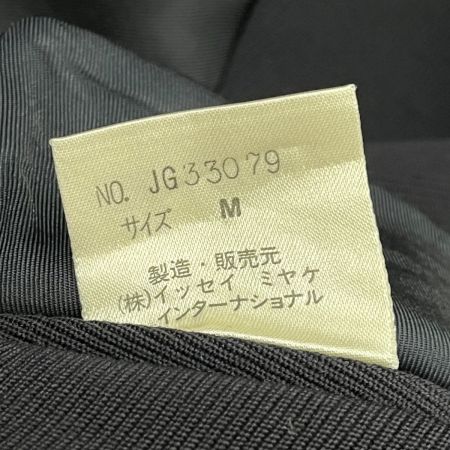 NO. JG33079
サイズ M
製造・販売元
(株)イッセイ ミヤケ
インターナショナル